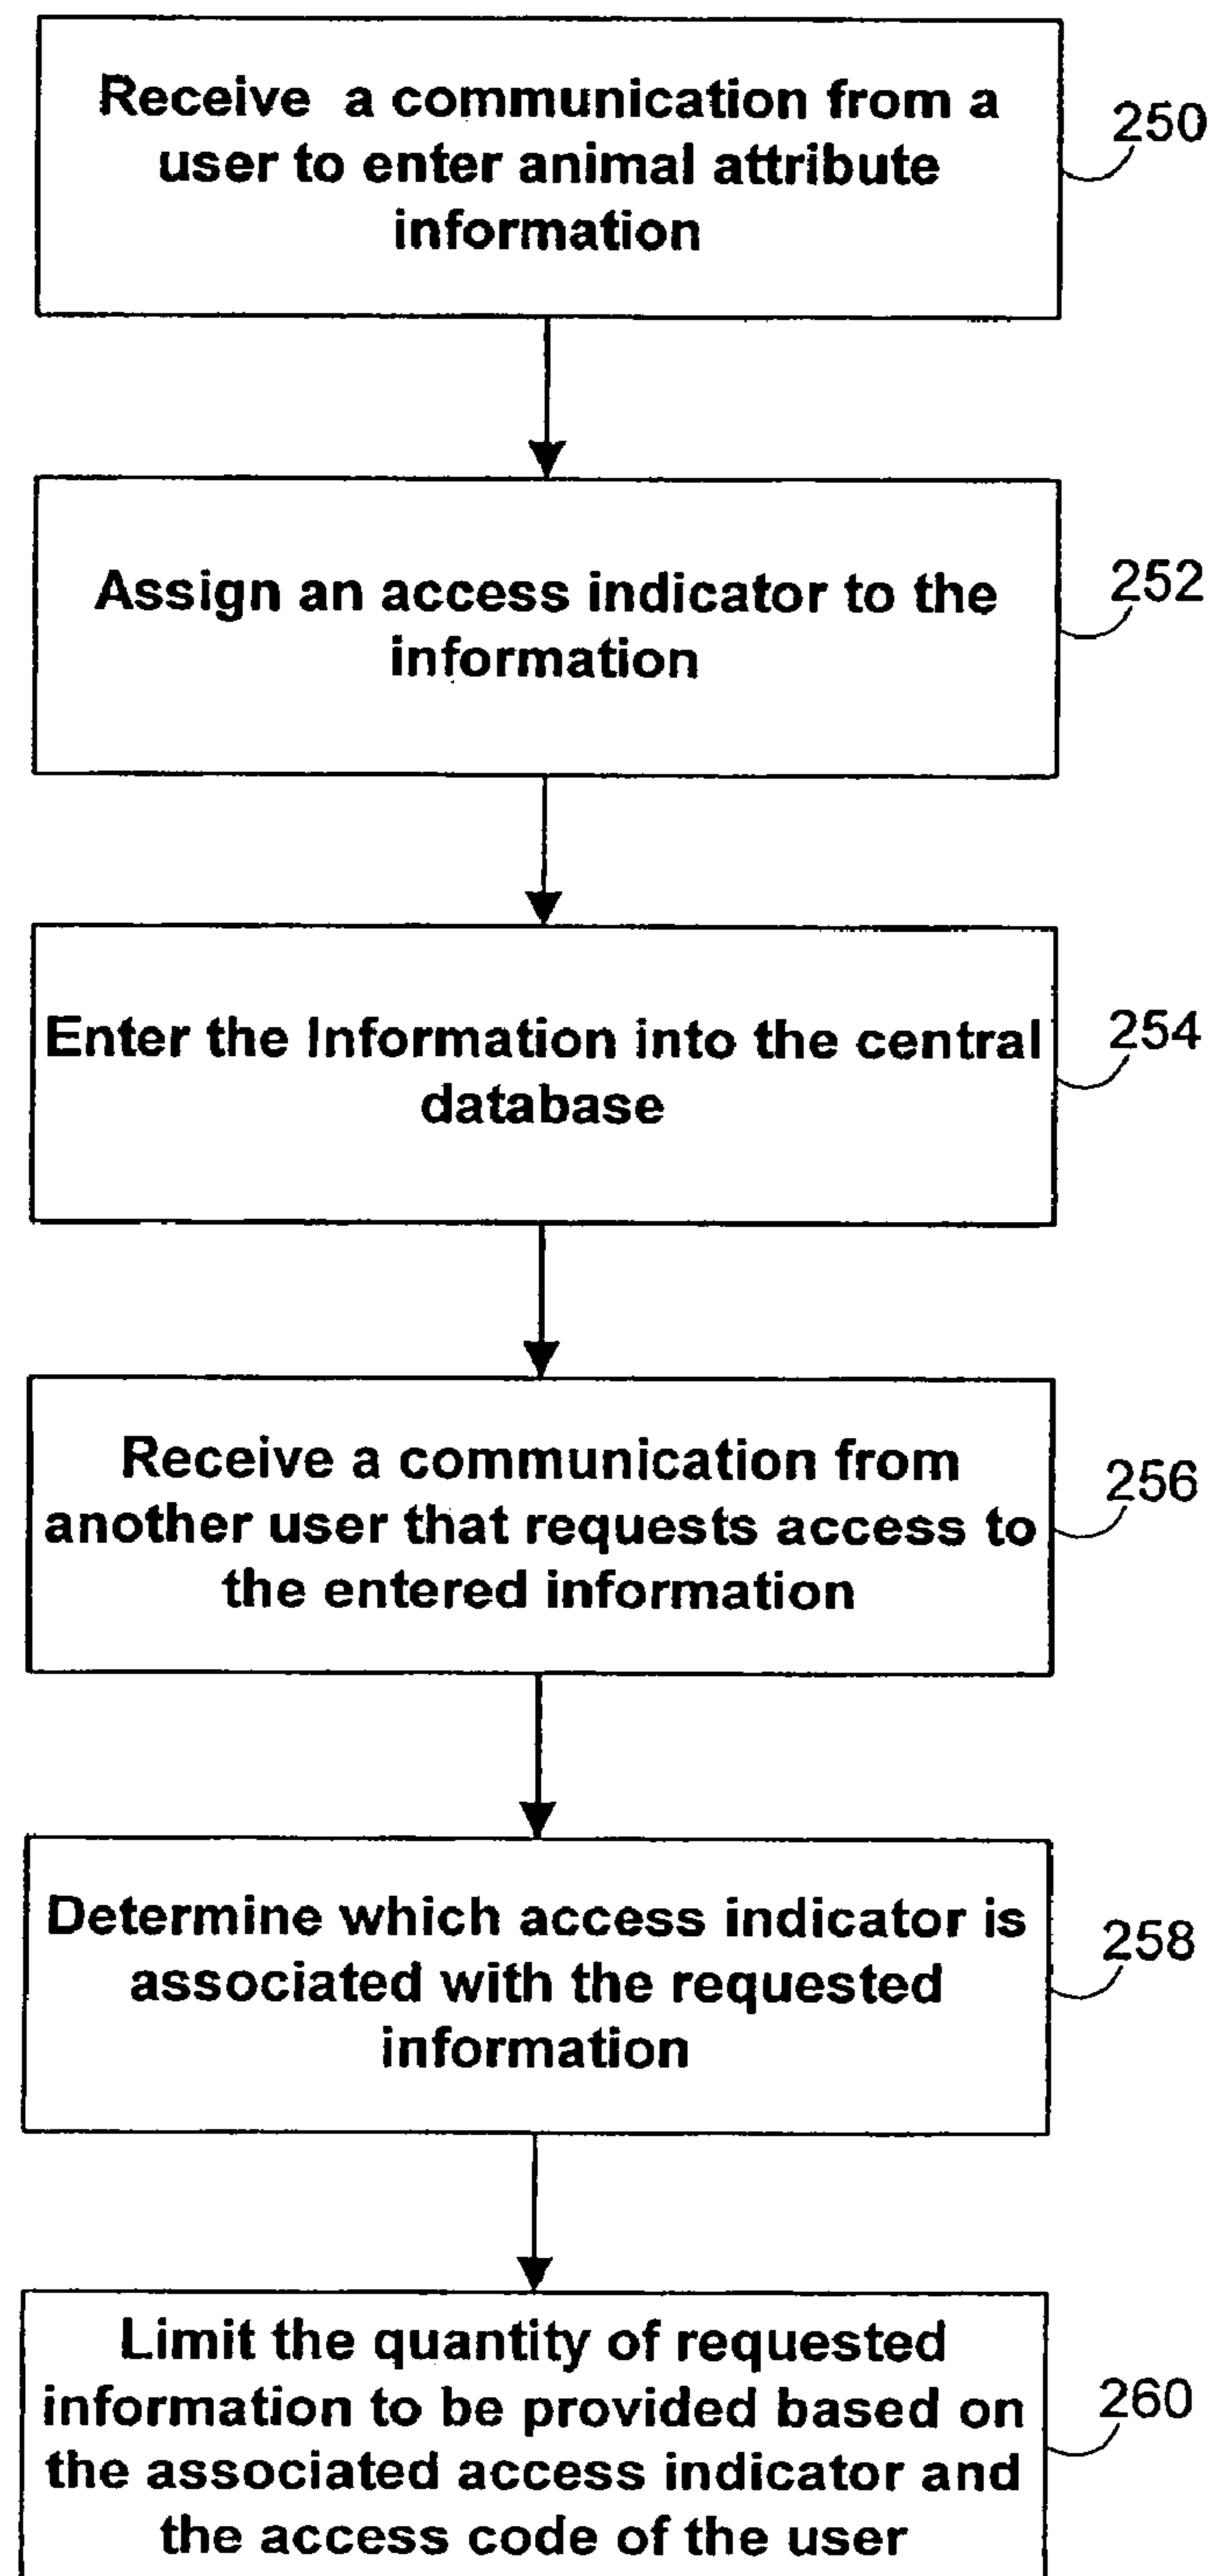 Receive a communication from a
user to enter animal attribute
information
250
Assign an access indicator to the
information
252
Enter the Information into the central
database
254
Receive a communication from
another user that requests access to
the entered information
256
Determine which access indicator is
associated with the requested
information
258
Limit the quantity of requested
information to be provided based on
the associated access indicator and
the access code of the user
260